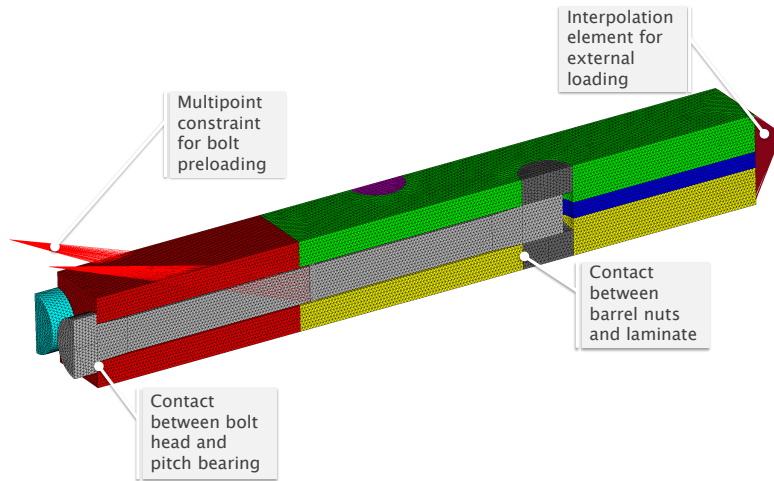 Interpolation
element for
external
loading
Multipoint
constraint
for bolt
preloading
Contact
between
barrel nuts
and laminate
Contact
between bolt
head and
pitch bearing